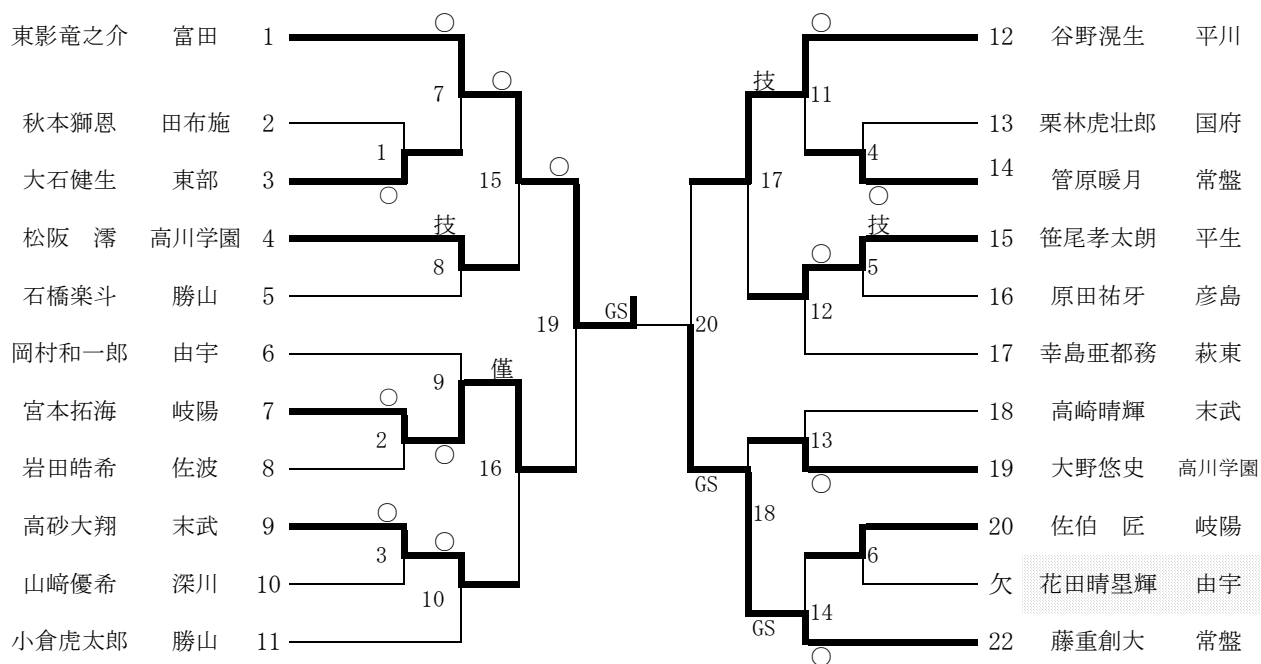 東影竜之介 富田 1
秋本獅恩 田布施 2
大石健生 東部 3
松阪 澪 高川学園 4
石橋楽斗 勝山 5
岡村和一郎 由宇 6
宮本拓海 岐陽 7
岩田皓希 佐波 8
高砂大翔 末武 9
山﨑優希 深川 10
小倉虎太郎 勝山 11
○
7
○
1
○
15
○
技
8
19
GS
僅
9
○
2
○
16
○
3
○
10
○
11
技
4
○
17
技
5
○
12
20
13
○
GS
18
6
14
GS
○
12 谷野滉生 平川
13 栗林虎壮郎 国府
14 管原暖月 常盤
15 笹尾孝太朗 平生
16 原田祐牙 彦島
17 幸島亜都務 萩東
18 高崎晴輝 末武
19 大野悠史 高川学園
20 佐伯 匠 岐陽
欠 花田晴塁輝 由宇
22 藤重創大 常盤